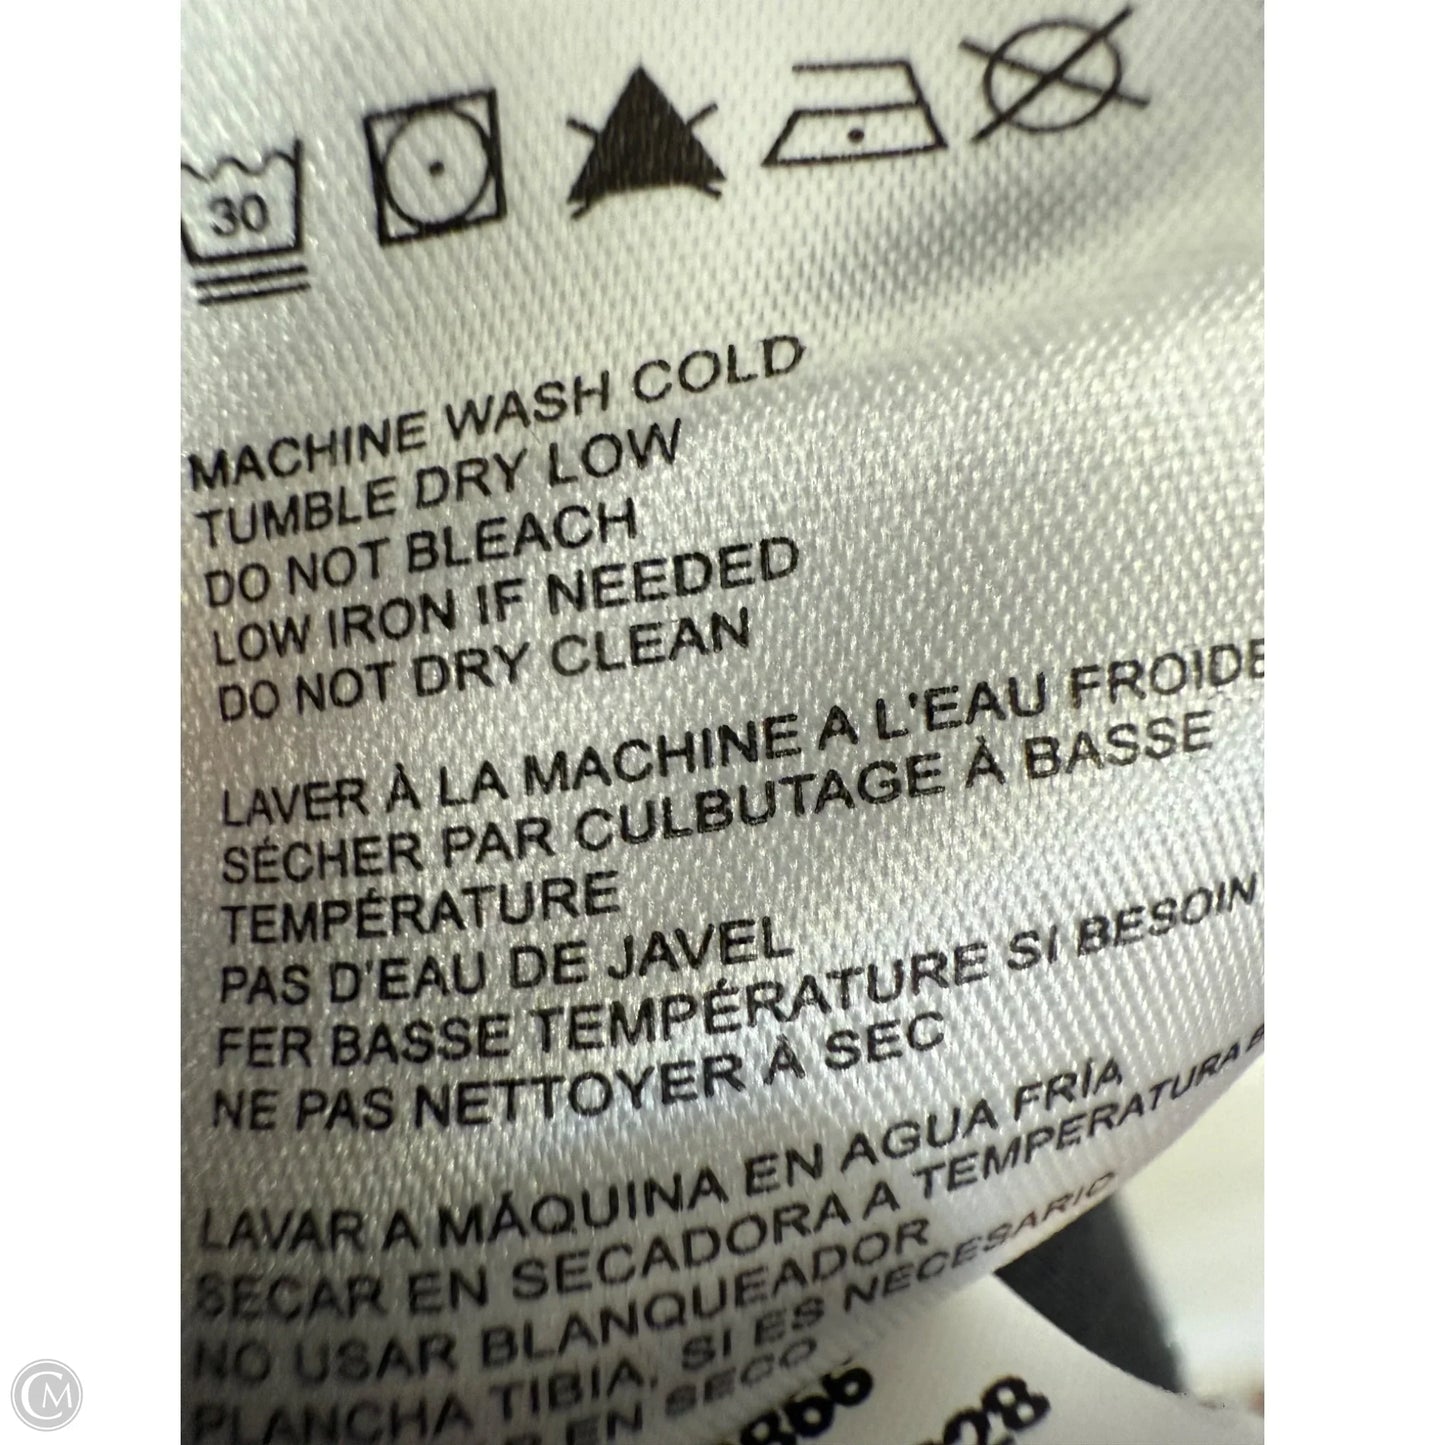 30
MACHINE WASH COLD
TUMBLE DRY LOW
DO NOT BLEACH
LOW IRON IF NEEDED
DO NOT DRY CLEAN
LAVER À LA MACHINE A L'EAU FROIDE
SÉCHER PAR CULBUTAGE À BASSE
TEMPÉRATURE
PAS D'EAU DE JAVEL
FER BASSE TEMPÉRATURE SI BESOIN
NE PAS NETTOYER À SEC
LAVAR A MÁQUINA EN AGUA FRÍA
SECAR EN SECADORA A TEMPERATURA
NO USAR BLANQUEADOR
PLANCHA TIBIA, SI ES NECESARIO
EN SECO
CM